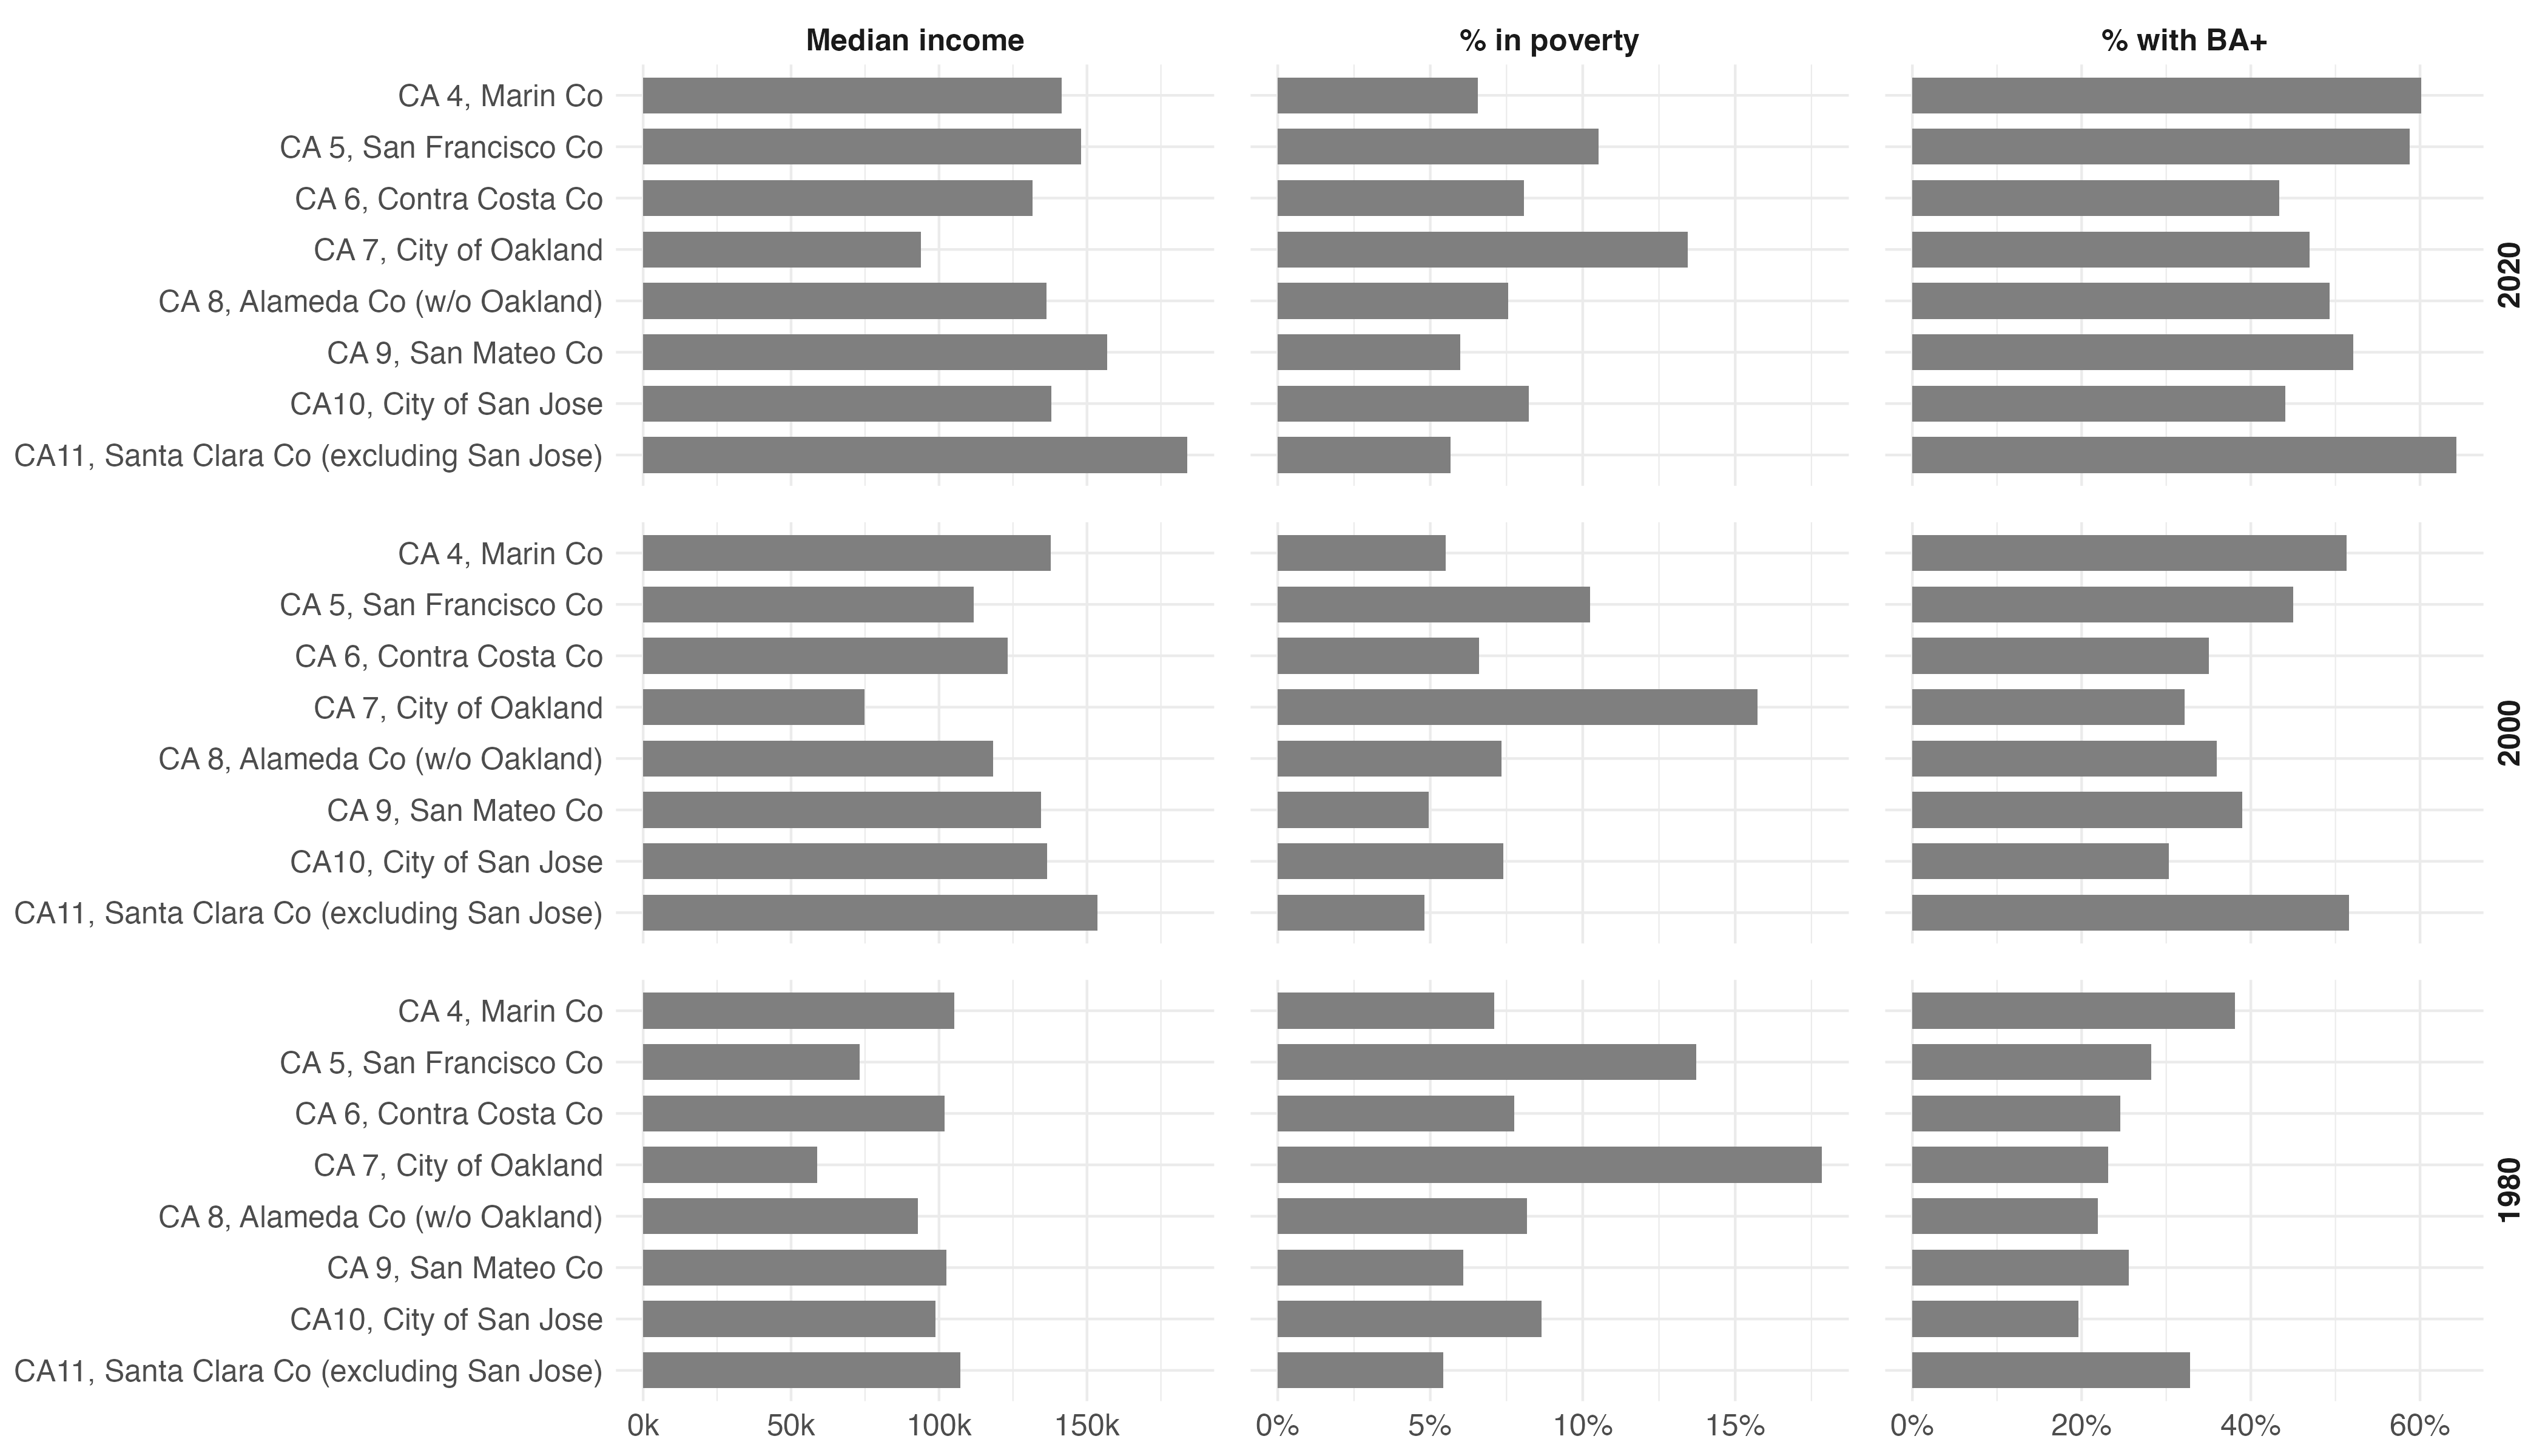 Median income
% in poverty
% with BA+
CA 4, Marin Co
CA 5, San Francisco Co
CA 6, Contra Costa Co
CA 7, City of Oakland
CA 8, Alameda Co (w/o Oakland)
CA 9, San Mateo Co
CA10, City of San Jose
CA11, Santa Clara Co (excluding San Jose)
2020
CA 4, Marin Co
CA 5, San Francisco Co
CA 6, Contra Costa Co
CA 7, City of Oakland
CA 8, Alameda Co (w/o Oakland)
CA 9, San Mateo Co
CA10, City of San Jose
CA11, Santa Clara Co (excluding San Jose)
2000
CA 4, Marin Co
CA 5, San Francisco Co
CA 6, Contra Costa Co
CA 7, City of Oakland
CA 8, Alameda Co (w/o Oakland)
CA 9, San Mateo Co
CA10, City of San Jose
CA11, Santa Clara Co (excluding San Jose)
1980
0k 50k 100k 150k
0% 5% 10% 15%
0% 20% 40% 60%